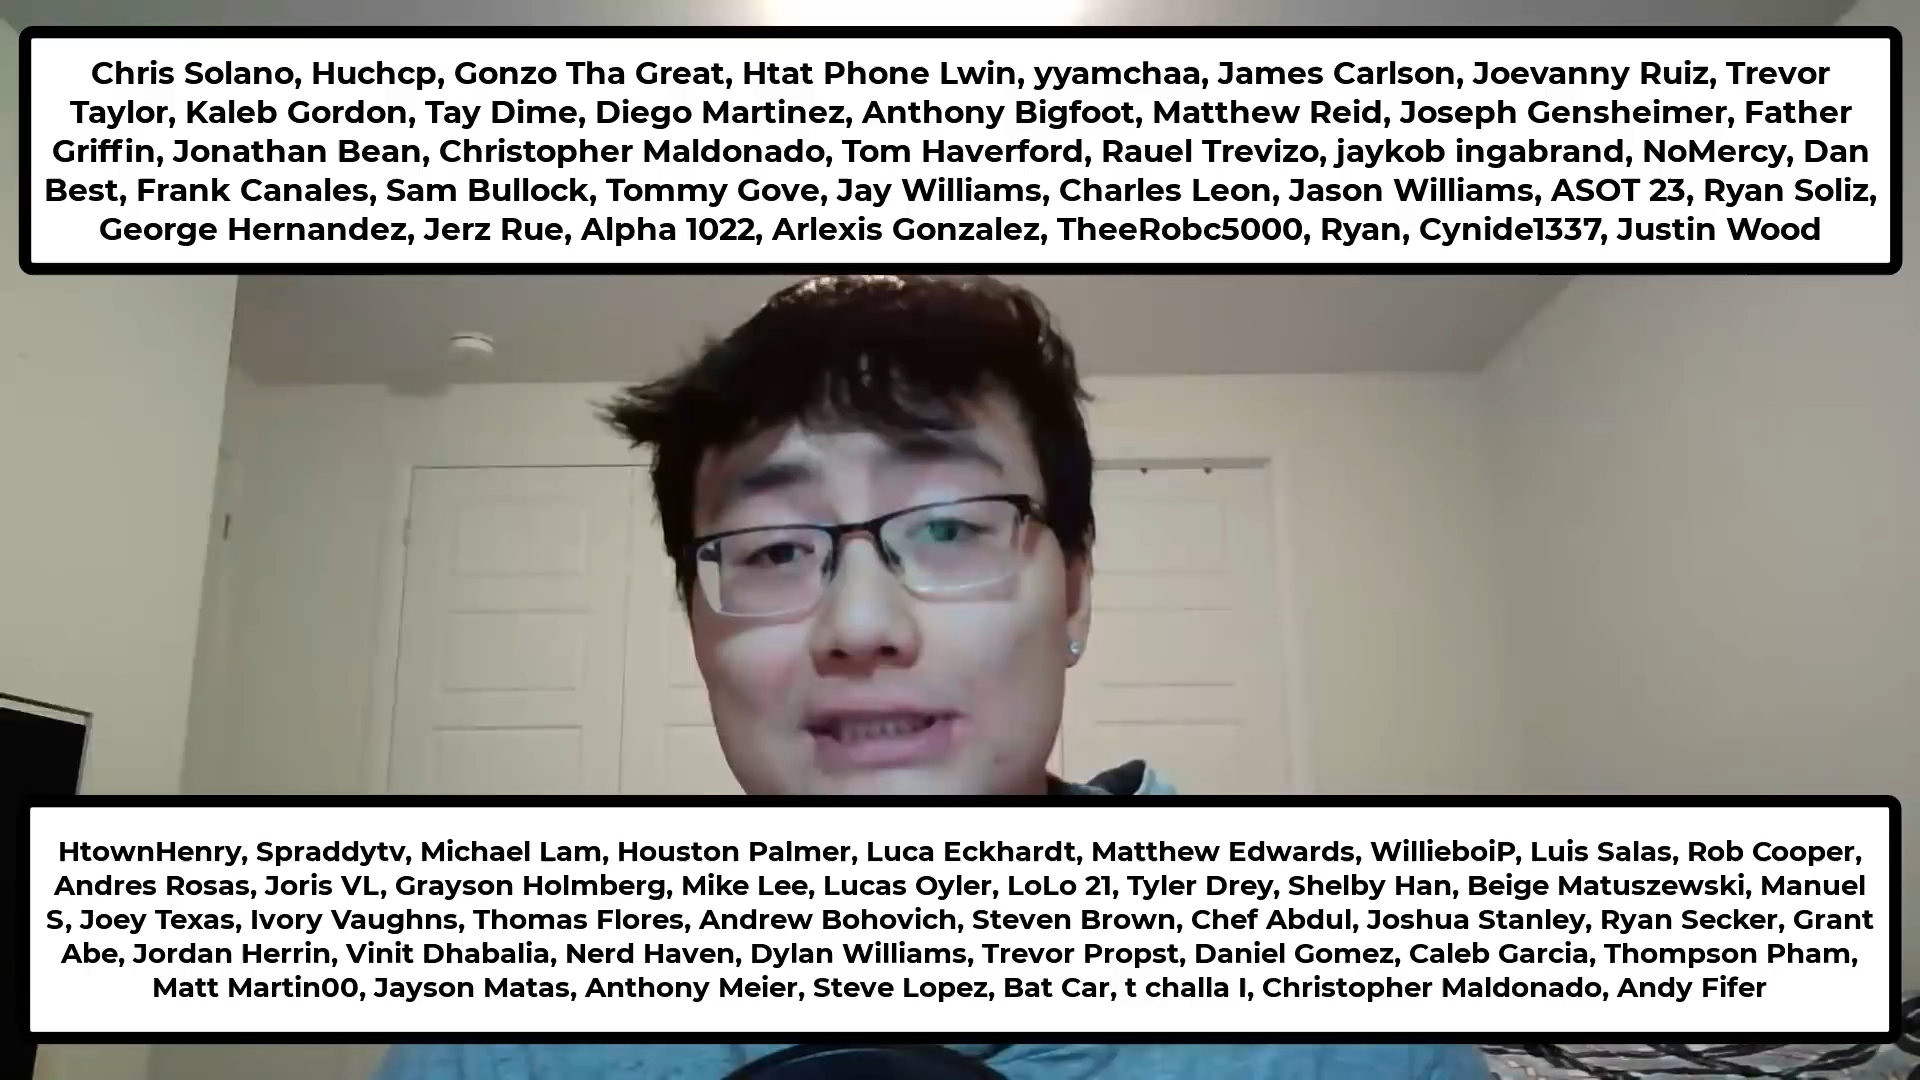 Chris Solano, Huchcp, Gonzo Tha Great, Htat Phone Lwin, yyamchaa, James Carlson, Joevanny Ruiz, Trevor
Taylor, Kaleb Gordon, Tay Dime, Diego Martinez, Anthony Bigfoot, Matthew Reid, Joseph Gensheimer, Father
Griffin, Jonathan Bean, Christopher Maldonado, Tom Haverford, Rauel Trevizo, jaykob ingabrand, NoMercy, Dan
Best, Frank Canales, Sam Bullock, Tommy Gove, Jay Williams, Charles Leon, Jason Williams, ASOT 23, Ryan Soliz,
George Hernandez, Jerz Rue, Alpha 1022, Arlexis Gonzalez, TheeRobc5000, Ryan, Cynide1337, Justin Wood
HtownHenry, Spraddytv, Michael Lam, Houston Palmer, Luca Eckhardt, Matthew Edwards, WillieboiP, Luis Salas, Rob Cooper,
Andres Rosas, Joris VL, Grayson Holmberg, Mike Lee, Lucas Oyler, LoLo 21, Tyler Drey, Shelby Han, Beige Matuszewski, Manuel
S, Joey Texas, Ivory Vaughns, Thomas Flores, Andrew Bohovich, Steven Brown, Chef Abdul, Joshua Stanley, Ryan Secker, Grant
Abe, Jordan Herrin, Vinit Dhabalia, Nerd Haven, Dylan Williams, Trevor Propst, Daniel Gomez, Caleb Garcia, Thompson Pham,
Matt Martin00, Jayson Matas, Anthony Meier, Steve Lopez, Bat Car, t challa I, Christopher Maldonado, Andy Fifer